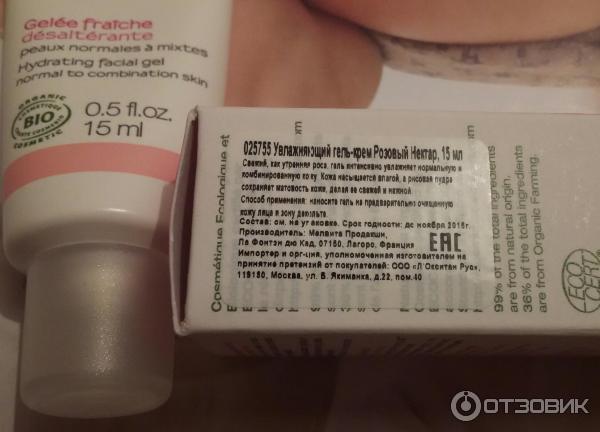 Gelée fraîche
désaltérante
peaux normales à mixtes
Hydrating facial gel
normal to combination skin
ORGANIC
BIO
COSMETIC
0.5 fl.oz.
15 ml
025755 Увлажняющий гель-крем Розовый Нектар, 15 мл
Свежий, как утренняя роса, гель интенсивно увлажняет нормальную и
комбинированную кожу. Кожа насыщается влагой, а рисовая пудра
сохраняет матовость кожи, делая ее свежей и нежной.
Способ применения: наносите гель на предварительно очищенную
кожу лица и зону декольте.
Состав: см. на упаковке. Срок годности: до ноября 2016г.
Производитель: Мелвита Продакшн,
Ла Фонтэн дю Кад, 07150, Лагорс, Франция
Импортер и орг-ция, уполномоченная изготовителем на
принятие претензий от покупателей: ООО «Л Окситан Рус»,
119180, Москва, ул. Б. Якиманка, д.22, пом.40
EAC
Cosmétique Ecologique et
99% of the total ingredients
are from natural origin.
36% of the total ingredients
are from Organic Farming.
ECO
CERT
ОТЗОВИК